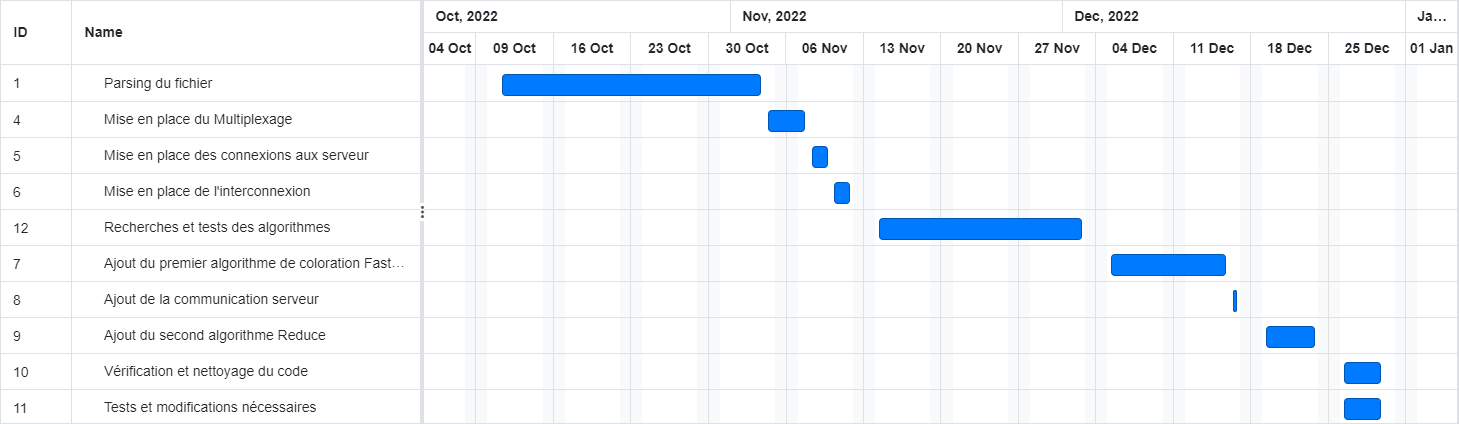 ID Name Oct, 2022 Nov, 2022 Dec, 2022 Ja...
04 Oct 09 Oct 16 Oct 23 Oct 30 Oct 06 Nov 13 Nov 20 Nov 27 Nov 04 Dec 11 Dec 18 Dec 25 Dec 01 Jan
1 Parsing du fichier
4 Mise en place du Multiplexage
5 Mise en place des connexions aux serveur
6 Mise en place de l'interconnexion
12 Recherches et tests des algorithmes
7 Ajout du premier algorithme de coloration Fast...
8 Ajout de la communication serveur
9 Ajout du second algorithme Reduce
10 Vérification et nettoyage du code
11 Tests et modifications nécessaires